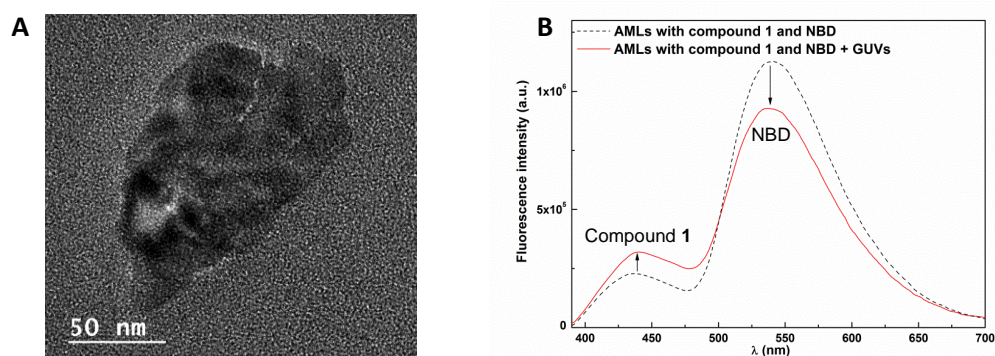 A
50 nm
B
AMLs with compound 1 and NBD
AMLs with compound 1 and NBD + GUVs
Fluorescence intensity (a.u.)
1x10⁶
5x10⁵
0
NBD
Compound 1
400
450
500
550
600
650
700
λ (nm)